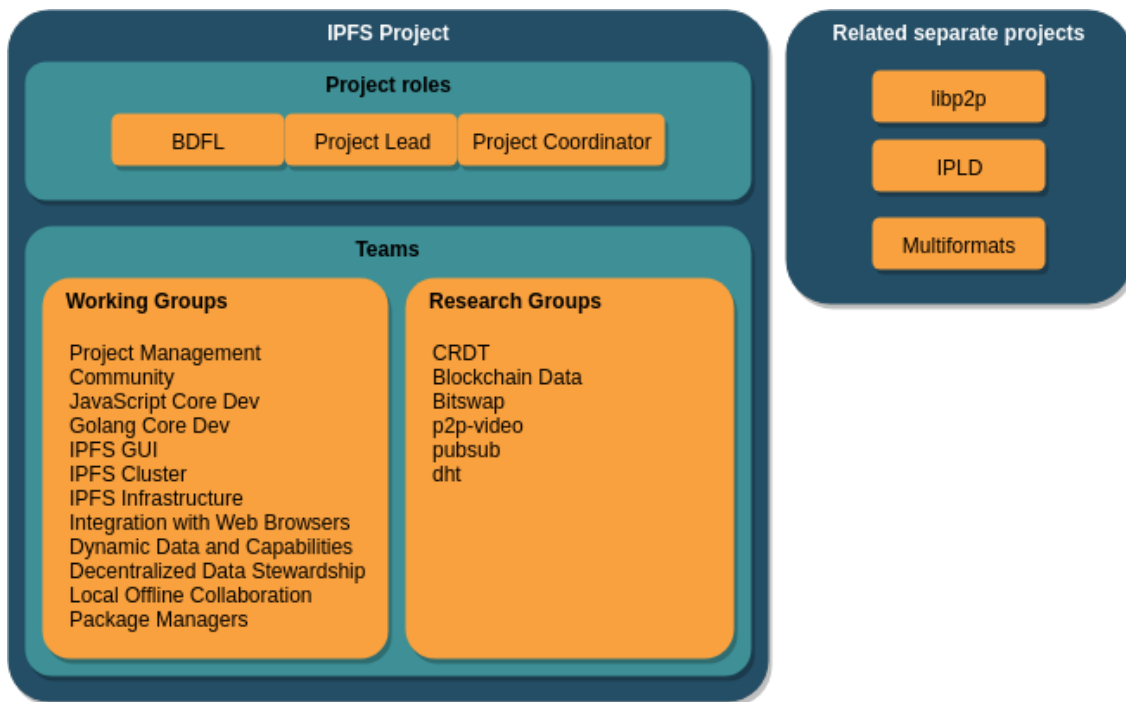 IPFS Project
Project roles
BDFL
Project Lead
Project Coordinator
Teams
Working Groups
Project Management
Community
JavaScript Core Dev
Golang Core Dev
IPFS GUI
IPFS Cluster
IPFS Infrastructure
Integration with Web Browsers
Dynamic Data and Capabilities
Decentralized Data Stewardship
Local Offline Collaboration
Package Managers
Research Groups
CRDT
Blockchain Data
Bitswap
p2p-video
pubsub
dht
Related separate projects
libp2p
IPLD
Multiformats